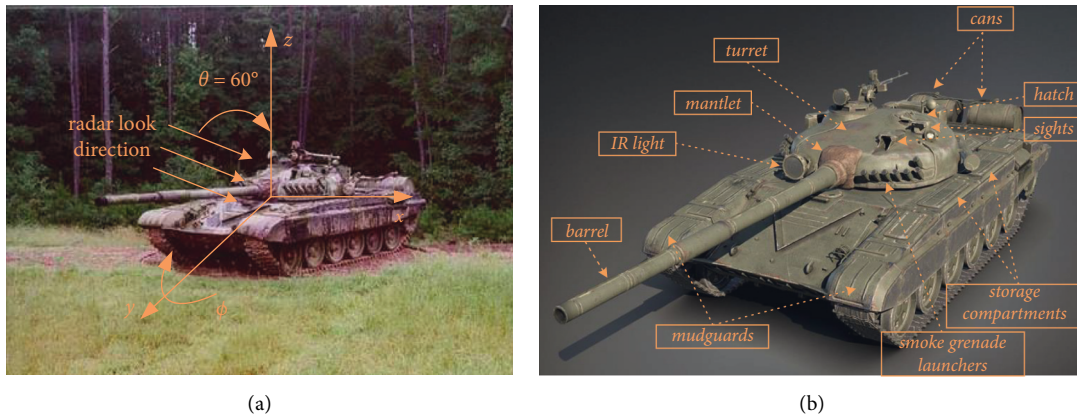 z
θ = 60°
radar look
direction
x
y
φ
(a)
cans
turret
hatch
mantlet
sights
IR light
barrel
storage
compartments
mudguards
smoke grenade
launchers
(b)